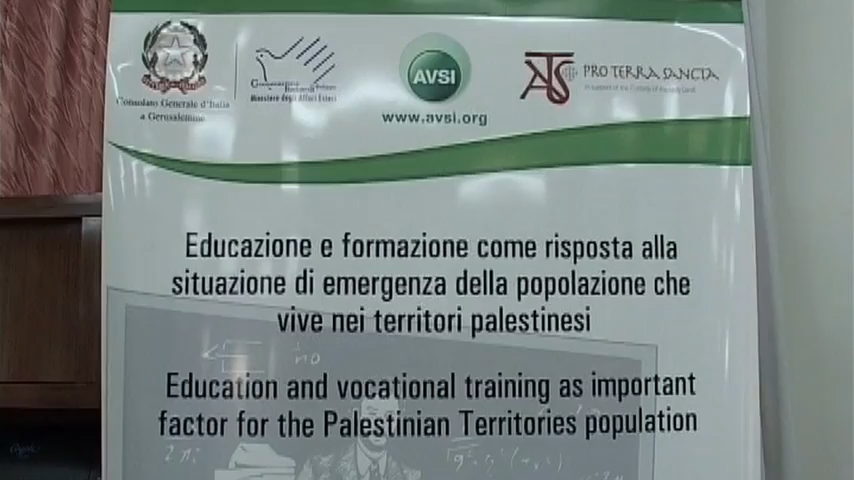 Consolato Generale d'Italia
a Gerusalemme
Ministero degli Affari Esteri
AVSI
www.avsi.org
ATS
PRO TERRA SANCTA
Educazione e formazione come risposta alla
situazione di emergenza della popolazione che
vive nei territori palestinesi
Education and vocational training as important
factor for the Palestinian Territories population